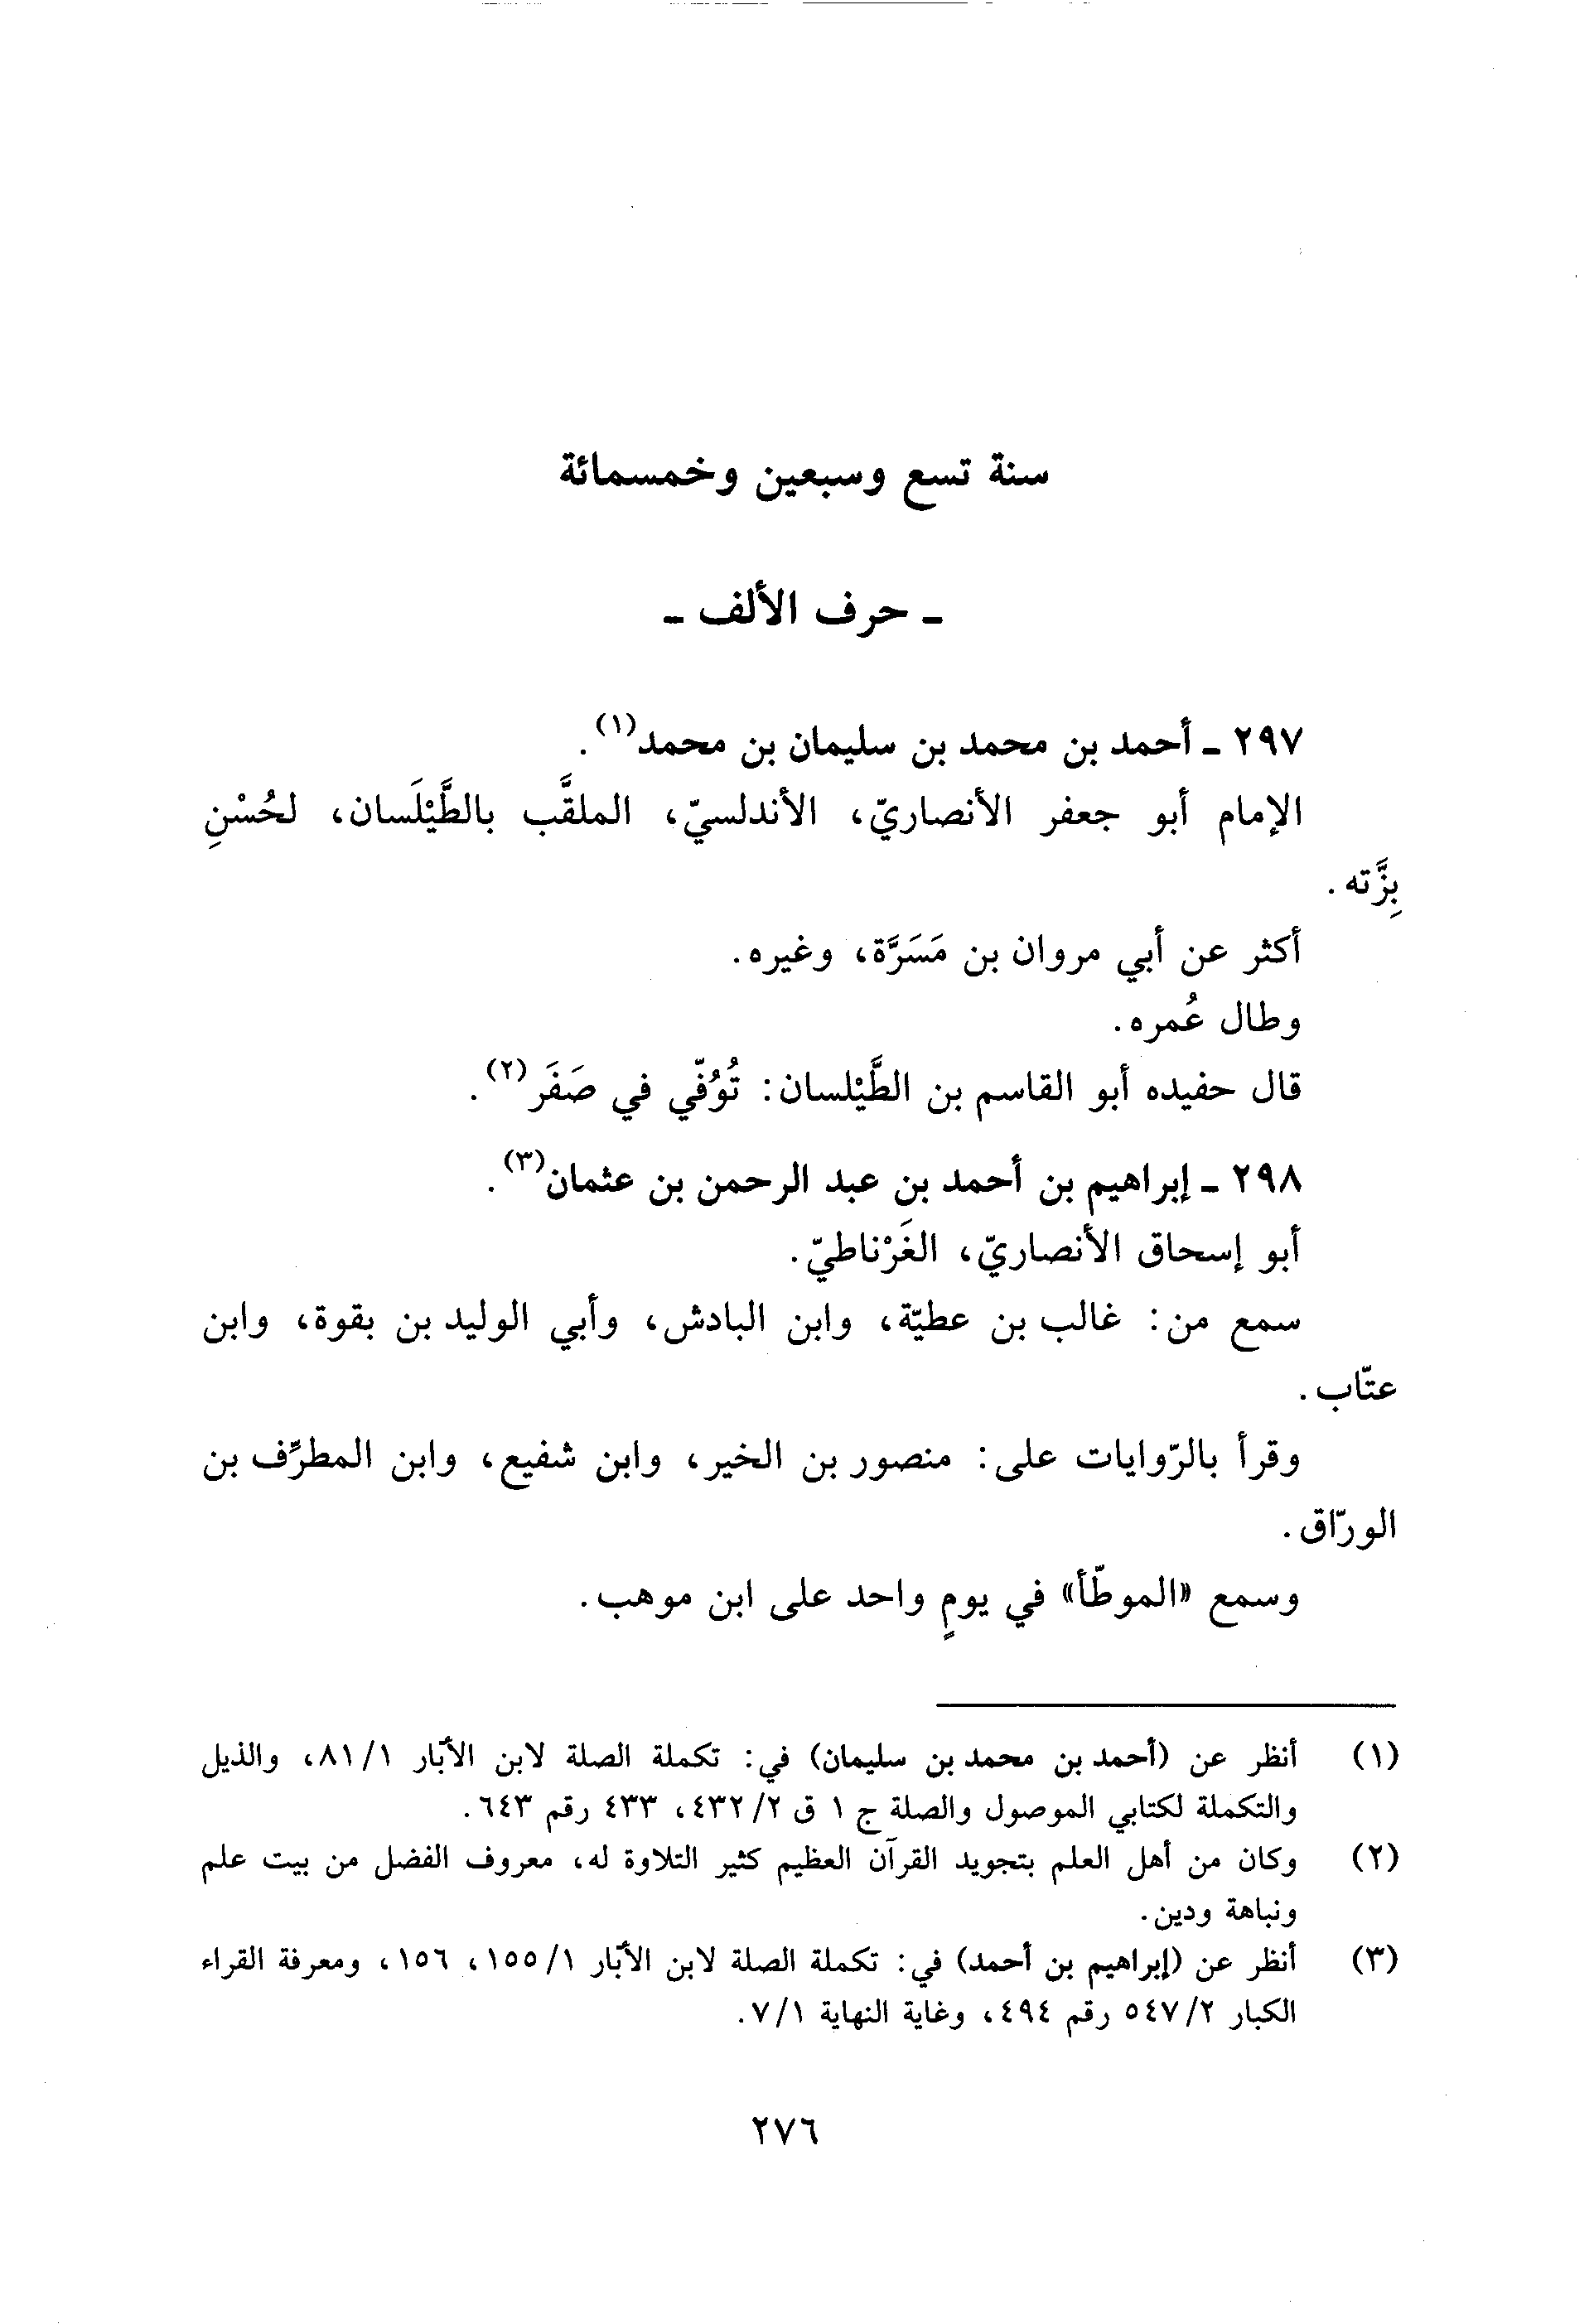 سنة تسع وسبعين وخمسمائة
ـ حرف الألف ـ
٢٩٧ ـ أحمد بن محمد بن سليمان بن محمد(١).
الإمام أبو جعفر الأنصاريّ، الأندلسيّ، الملقَّب بالطَّيْلَسان، لحُسْنِ
بِزَّته.
أكثر عن أبي مروان بن مَسَرَّة، وغيره.
وطال عُمره.
قال حفيده أبو القاسم بن الطَّيْلسان: تُوُفّي في صَفَر(٢).
٢٩٨ ـ إبراهيم بن أحمد بن عبد الرحمن بن عثمان(٣).
أبو إسحاق الأنصاريّ، الغَرْناطيّ.
سمع من: غالب بن عطيّة، وابن البادش، وأبي الوليد بن بقوة، وابن
عتّاب.
وقرأ بالرّوايات على: منصور بن الخير، وابن شفيع، وابن المطرِّف بن
الورّاق.
وسمع «الموطّأ» في يومٍ واحد على ابن موهب.
(١) أنظر عن (أحمد بن محمد بن سليمان) في: تكملة الصلة لابن الأبّار ٨١/١، والذيل
والتكملة لكتابي الموصول والصلة ج ١ ق ٤٣٢/٢، ٤٣٣ رقم ٦٤٣.
(٢) وكان من أهل العلم بتجويد القرآن العظيم كثير التلاوة له، معروف الفضل من بيت علم
ونباهة ودين.
(٣) أنظر عن (إبراهيم بن أحمد) في: تكملة الصلة لابن الأبّار ١٥٥/١، ١٥٦، ومعرفة القراء
الكبار ٥٤٧/٢ رقم ٤٩٤، وغاية النهاية ٧/١.
٢٧٦